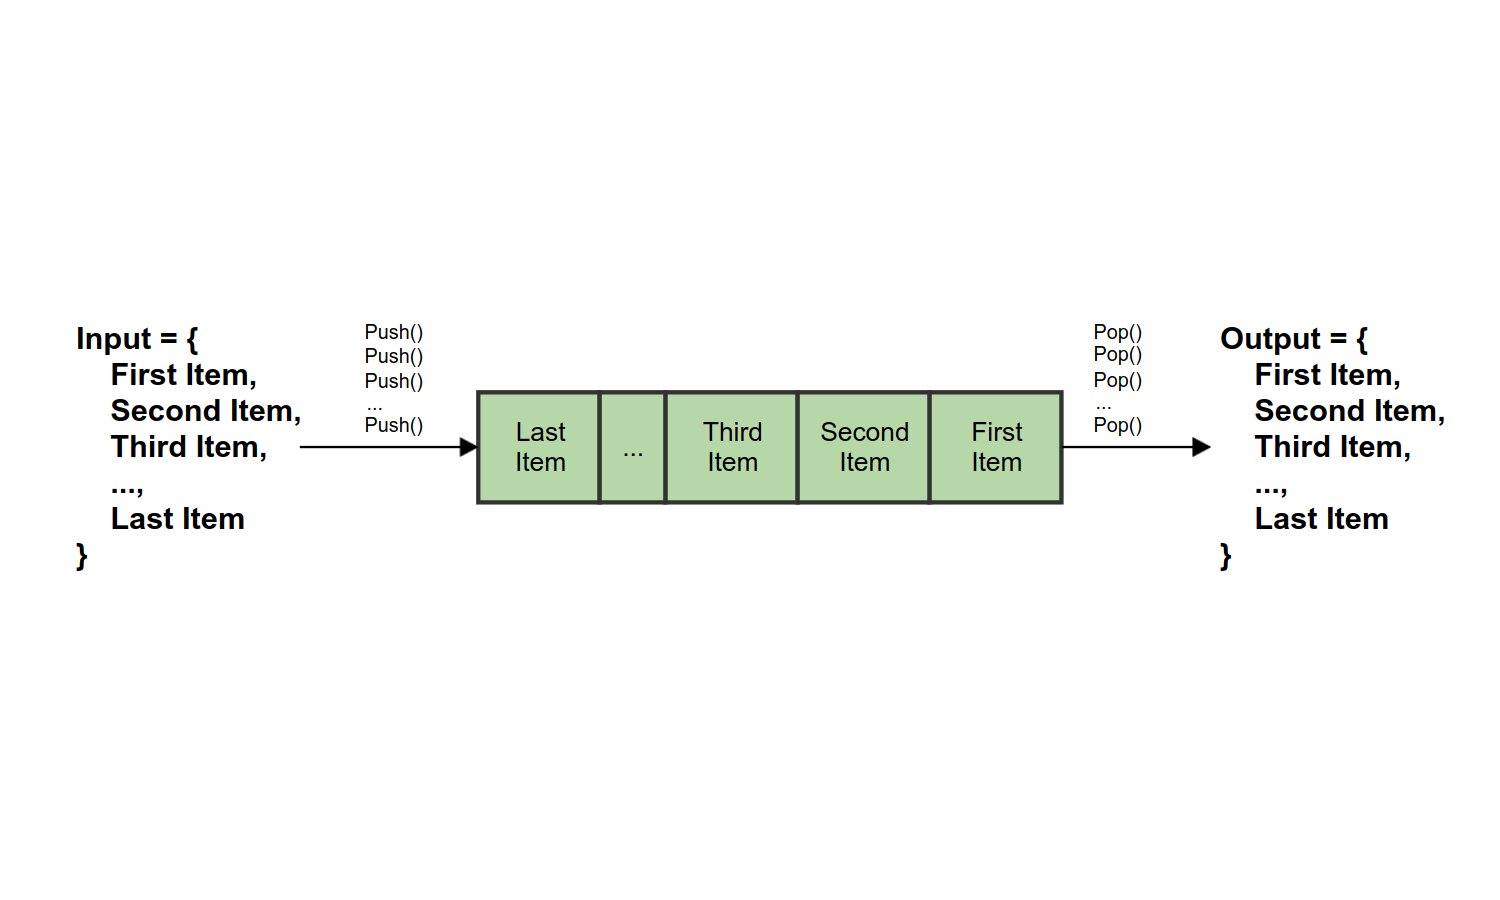 Input = {
First Item,
Second Item,
Third Item,
...,
Last Item
}
Push()
Push()
Push()
...
Push()
Last
Item
...
Third
Item
Second
Item
First
Item
Pop()
Pop()
Pop()
...
Pop()
Output = {
First Item,
Second Item,
Third Item,
...,
Last Item
}